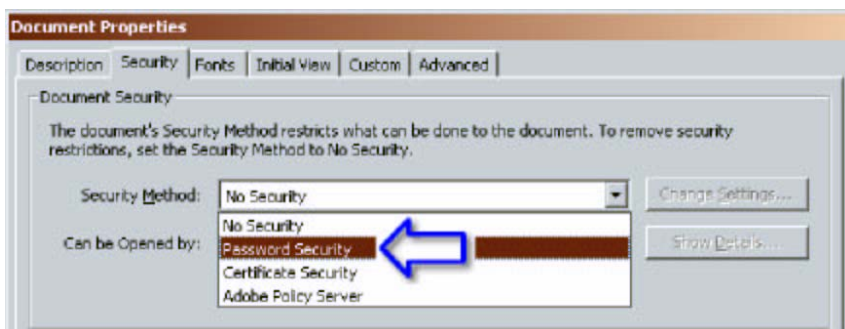 Document Properties
Description Security Fonts Initial View Custom Advanced
Document Security
The document's Security Method restricts what can be done to the document. To remove security
restrictions, set the Security Method to No Security.
Security Method: No Security Change Settings...
No Security
Can be Opened by: Password Security Show Details...
Certificate Security
Adobe Policy Server